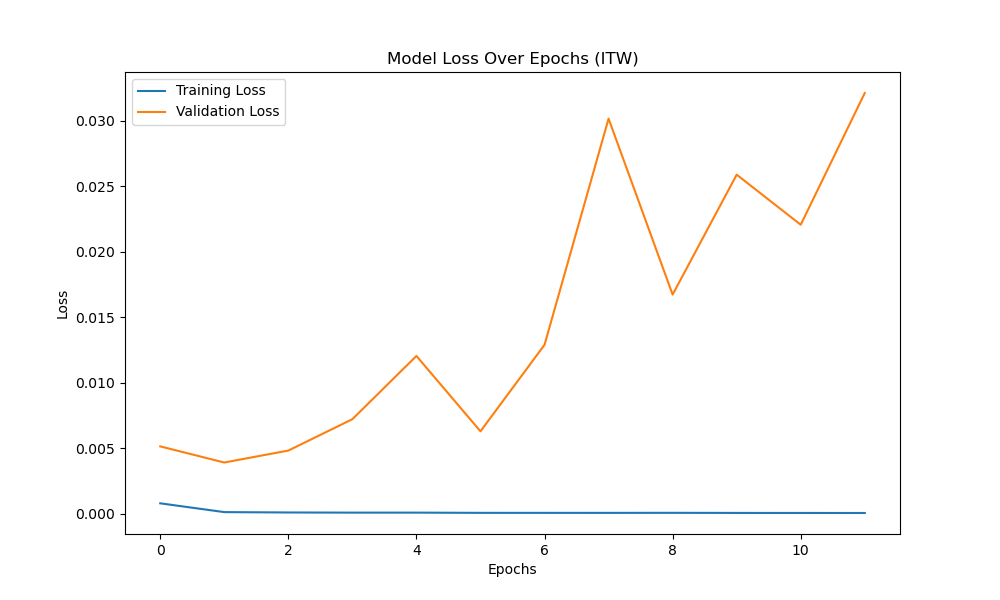 Model Loss Over Epochs (ITW)
Training Loss
Validation Loss
0.030
0.025
0.020
0.015
0.010
0.005
0.000
Loss
0 2 4 6 8 10
Epochs